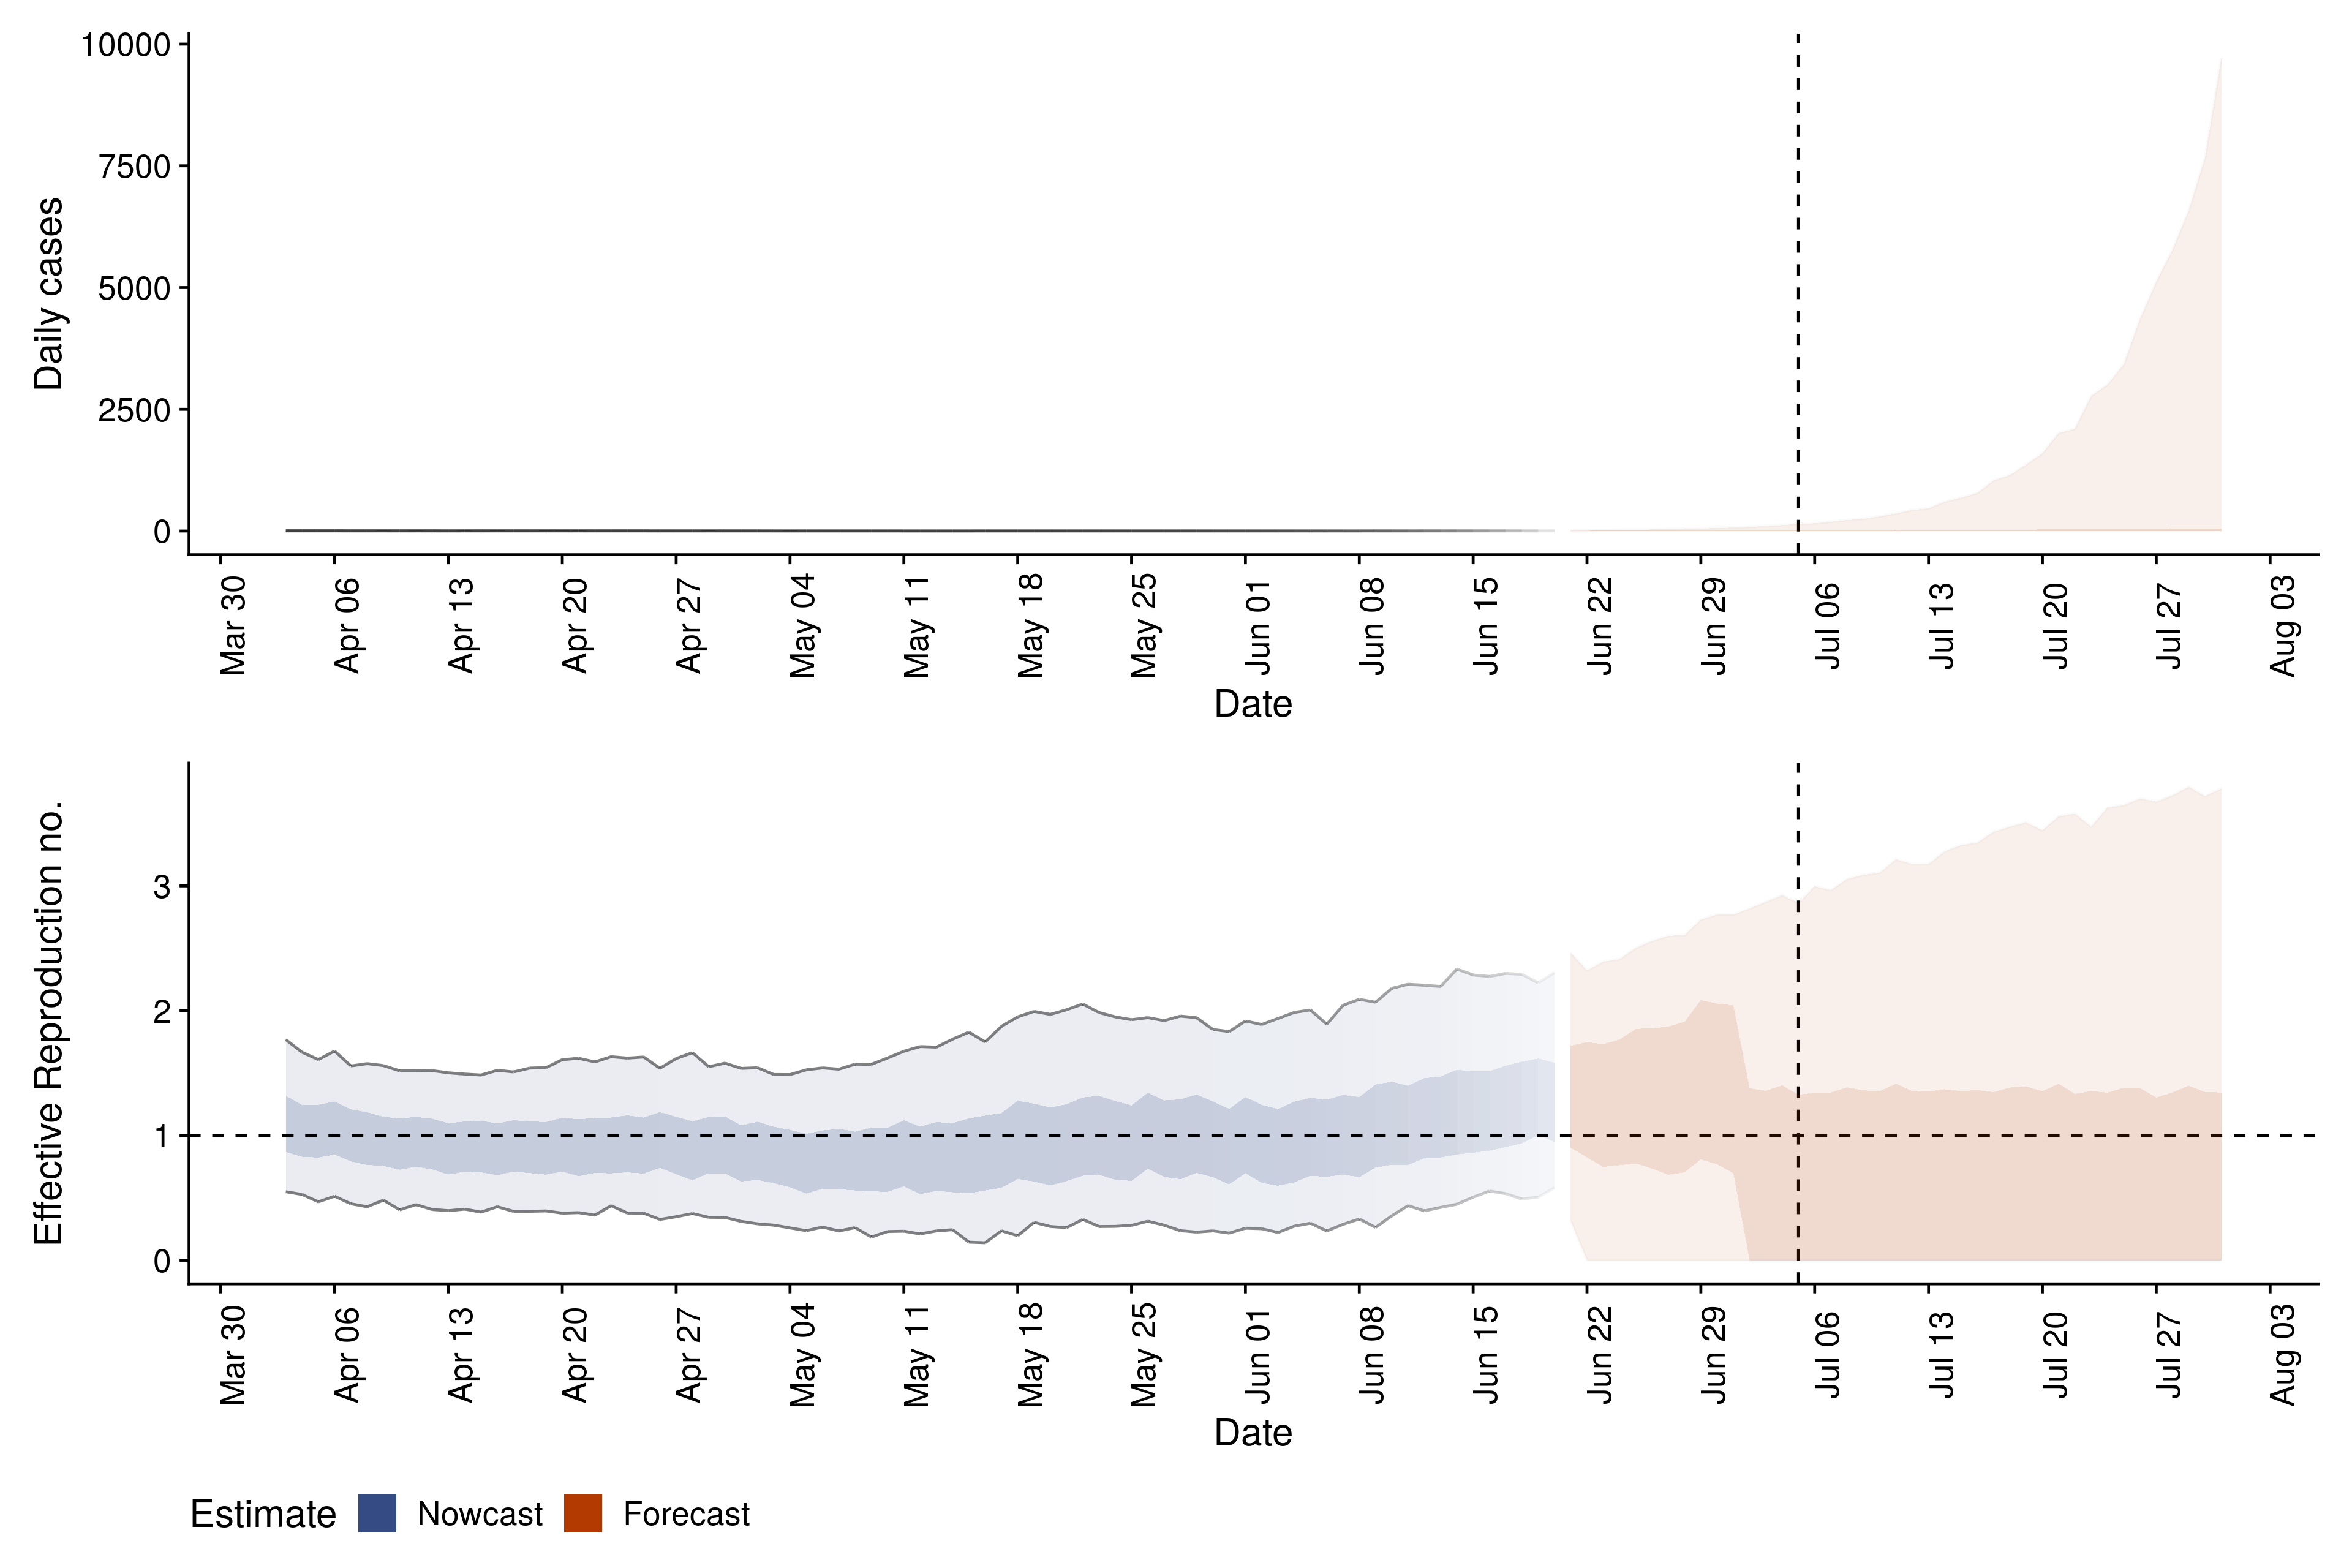 10000
7500
5000
2500
0
Daily cases
Mar 30 Apr 06 Apr 13 Apr 20 Apr 27 May 04 May 11 May 18 May 25 Jun 01 Jun 08 Jun 15 Jun 22 Jun 29 Jul 06 Jul 13 Jul 20 Jul 27 Aug 03
Date
3
2
1
0
Effective Reproduction no.
Mar 30 Apr 06 Apr 13 Apr 20 Apr 27 May 04 May 11 May 18 May 25 Jun 01 Jun 08 Jun 15 Jun 22 Jun 29 Jul 06 Jul 13 Jul 20 Jul 27 Aug 03
Date
Estimate Nowcast Forecast